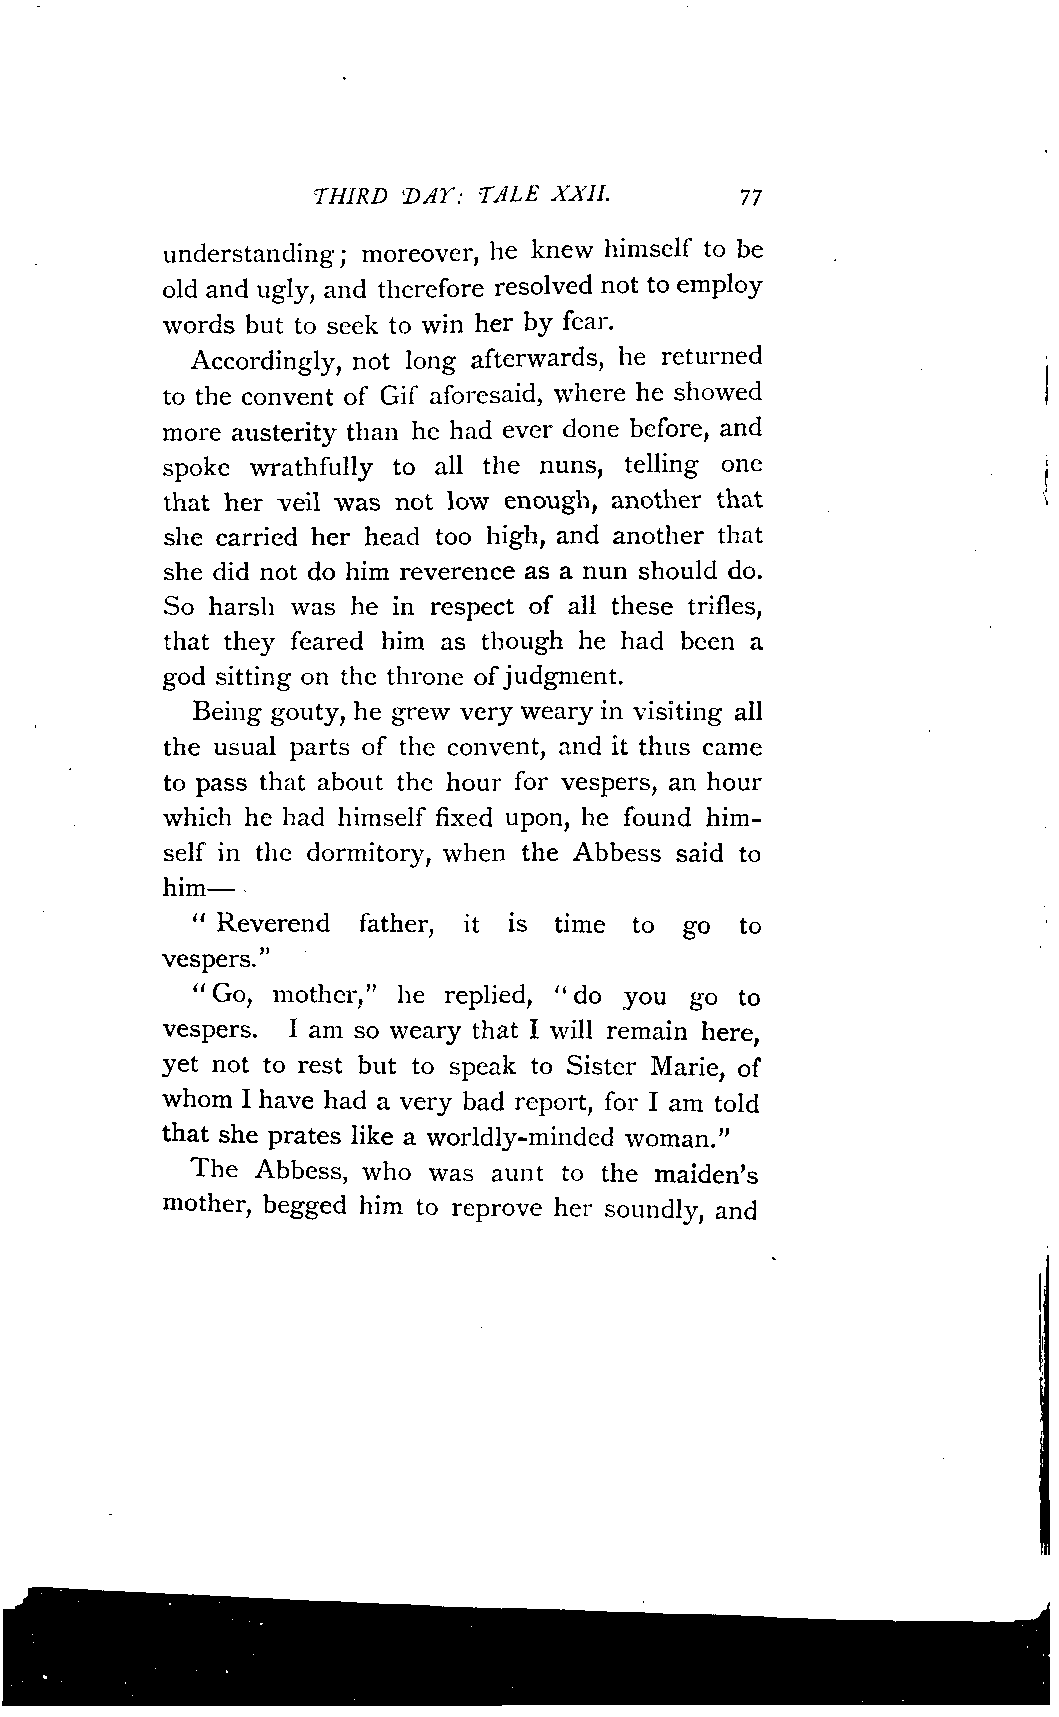 THIRD DAY: TALE XXII. 77
understanding; moreover, he knew himself to be
old and ugly, and therefore resolved not to employ
words but to seek to win her by fear.
Accordingly, not long afterwards, he returned
to the convent of Gif aforesaid, where he showed
more austerity than he had ever done before, and
spoke wrathfully to all the nuns, telling one
that her veil was not low enough, another that
she carried her head too high, and another that
she did not do him reverence as a nun should do.
So harsh was he in respect of all these trifles,
that they feared him as though he had been a
god sitting on the throne of judgment.
Being gouty, he grew very weary in visiting all
the usual parts of the convent, and it thus came
to pass that about the hour for vespers, an hour
which he had himself fixed upon, he found him-
self in the dormitory, when the Abbess said to
him—
“Reverend father, it is time to go to
vespers.”
“Go, mother,” he replied, “do you go to
vespers. I am so weary that I will remain here,
yet not to rest but to speak to Sister Marie, of
whom I have had a very bad report, for I am told
that she prates like a worldly-minded woman.”
The Abbess, who was aunt to the maiden's
mother, begged him to reprove her soundly, and